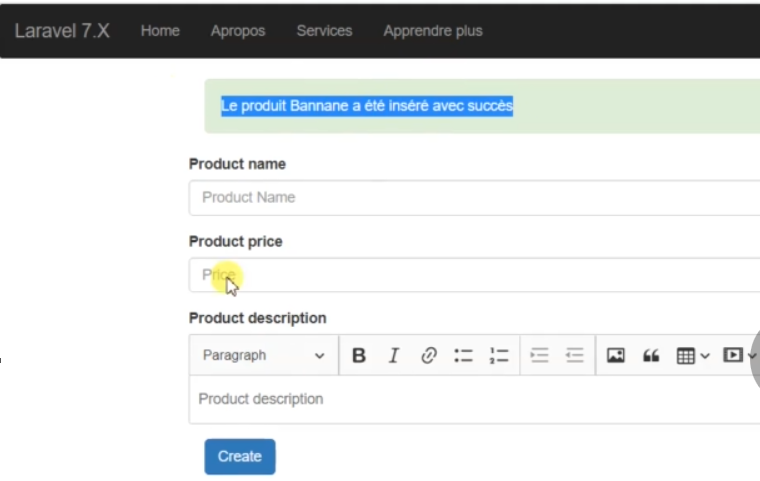 Laravel 7.X Home Apropos Services Apprendre plus
Le produit Bannane a été inséré avec succès
Product name
Product Name
Product price
Price
Product description
Paragraph B I
Product description
Create